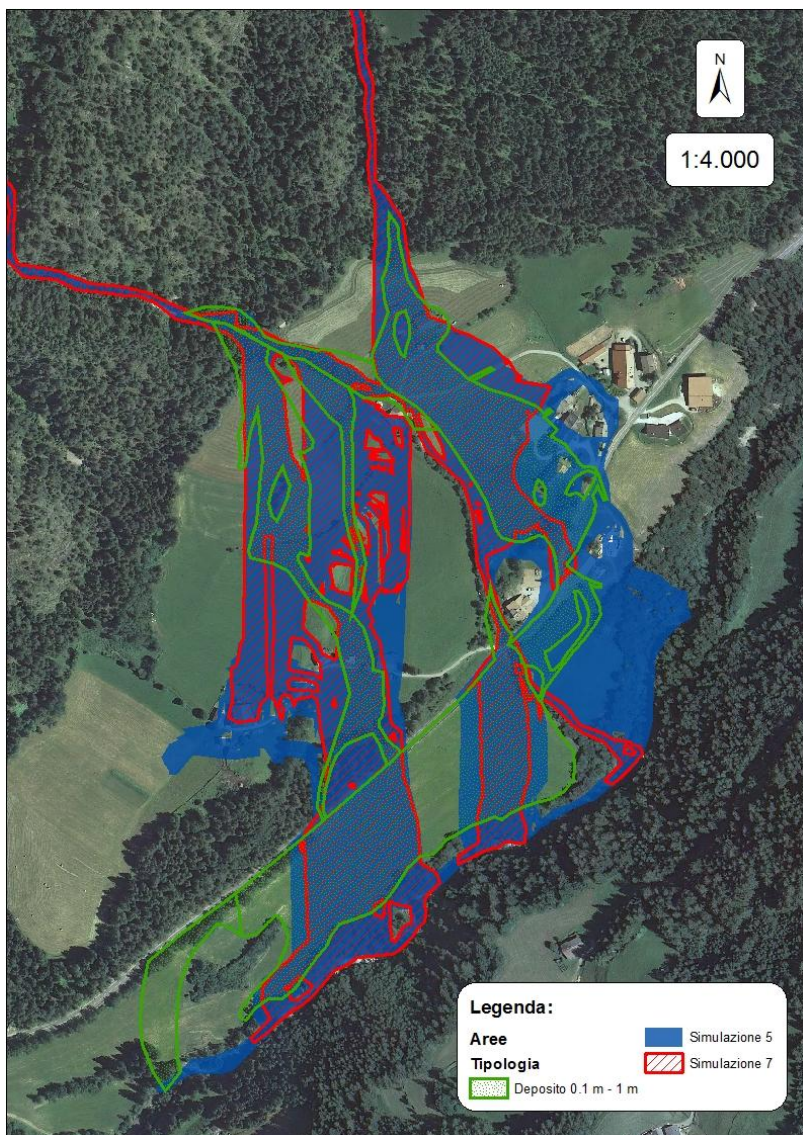 N
1:4.000
Legenda:
Aree
Simulazione 5
Tipologia
Simulazione 7
Deposito 0.1 m - 1 m